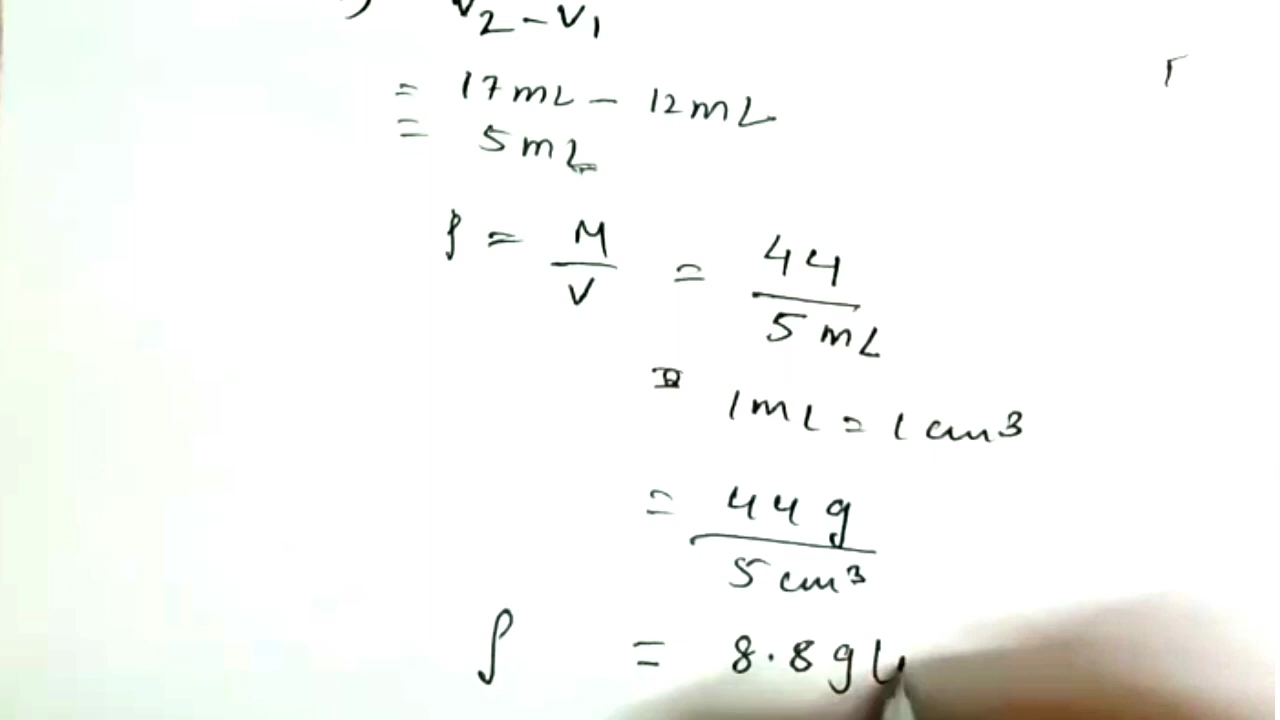 ) V2 - V1
= 17mL - 12mL
= 5mL
ρ = M/V = 44/5mL
1mL = 1cm³
= 44g/5cm³
ρ = 8.8g